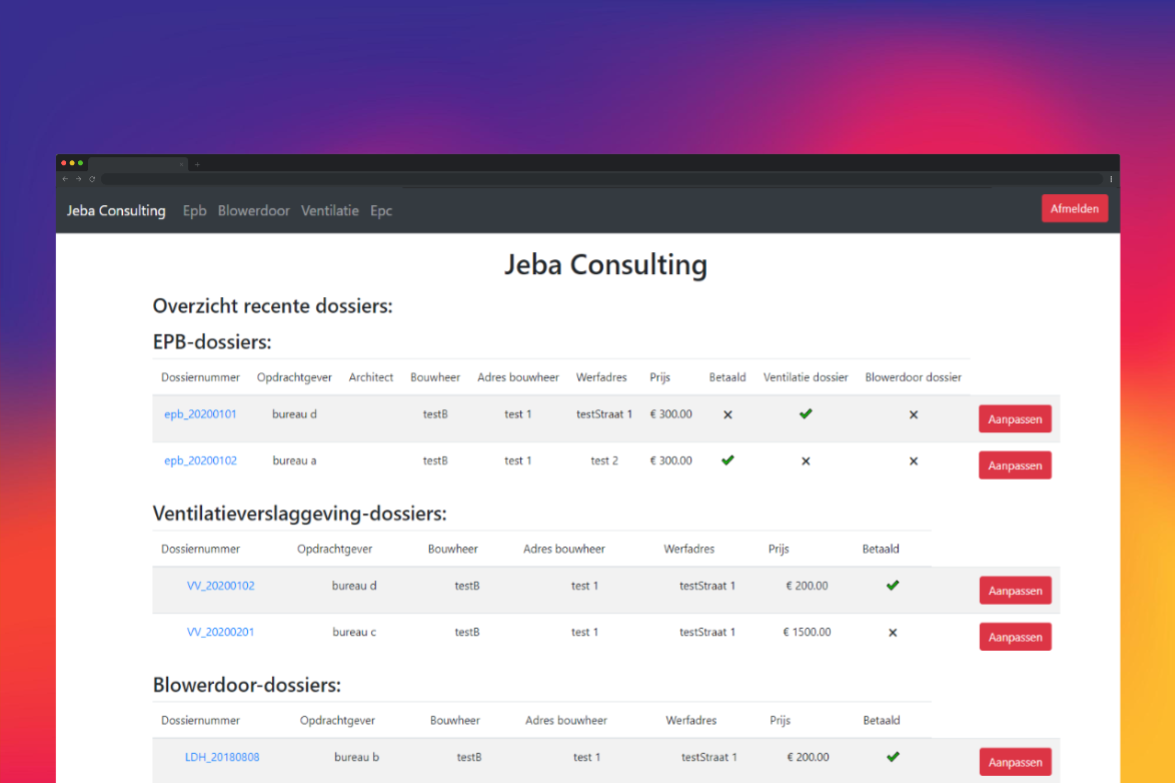 Jeba Consulting Epb Blowerdoor Ventilatie Epc Afmelden
Jeba Consulting
Overzicht recente dossiers:
EPB-dossiers:
Dossiernummer Opdrachtgever Architect Bouwheer Adres bouwheer Werfadres Prijs Betaald Ventilatie dossier Blowerdoor dossier
epb_20200101 bureau d testB test 1 testStraat 1 € 300.00 Aanpassen
epb_20200102 bureau a testB test 1 test 2 € 300.00 Aanpassen
Ventilatieverslaggeving-dossiers:
Dossiernummer Opdrachtgever Bouwheer Adres bouwheer Werfadres Prijs Betaald
VV_20200102 bureau d testB test 1 testStraat 1 € 200.00 Aanpassen
VV_20200201 bureau c testB test 1 testStraat 1 € 1500.00 Aanpassen
Blowerdoor-dossiers:
Dossiernummer Opdrachtgever Bouwheer Adres bouwheer Werfadres Prijs Betaald
LDH_20180808 bureau b testB test 1 testStraat 1 € 200.00 Aanpassen